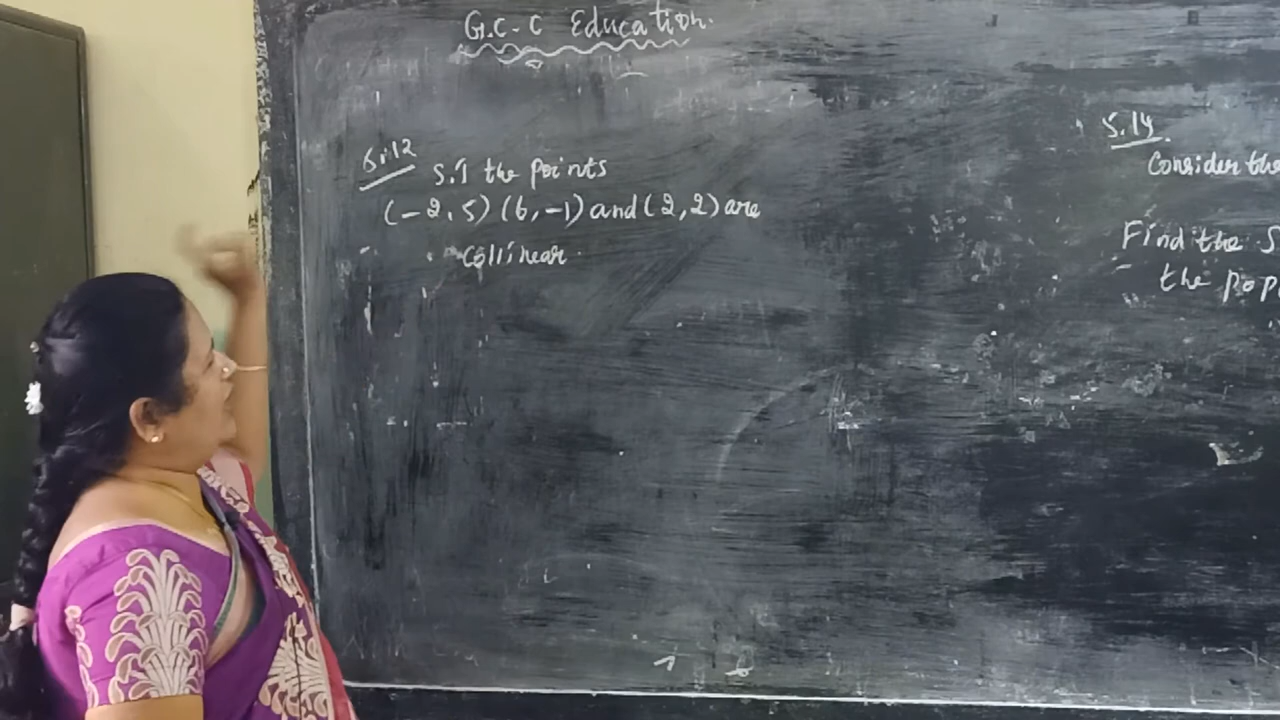 G.C-C Education.
5.12 S.T the points
(-2,5) (6,-1) and (2,2) are
Collinear.
5.14
Consider the
Find the S
the pop